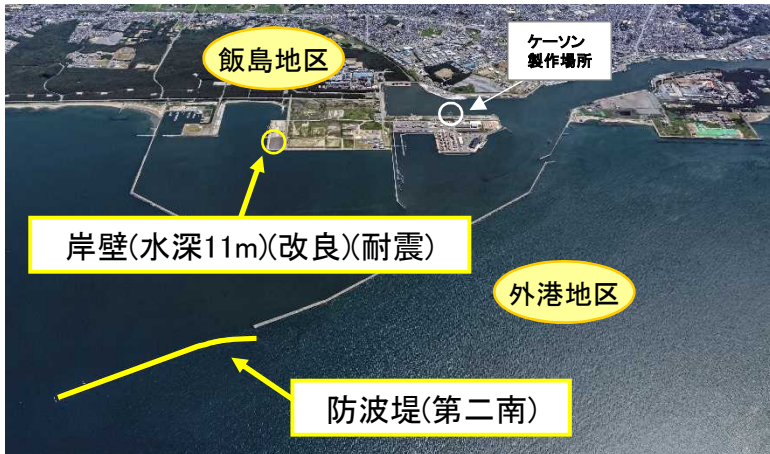 飯島地区
ケーソン
製作場所
岸壁(水深11m)(改良)(耐震)
外港地区
防波堤(第二南)